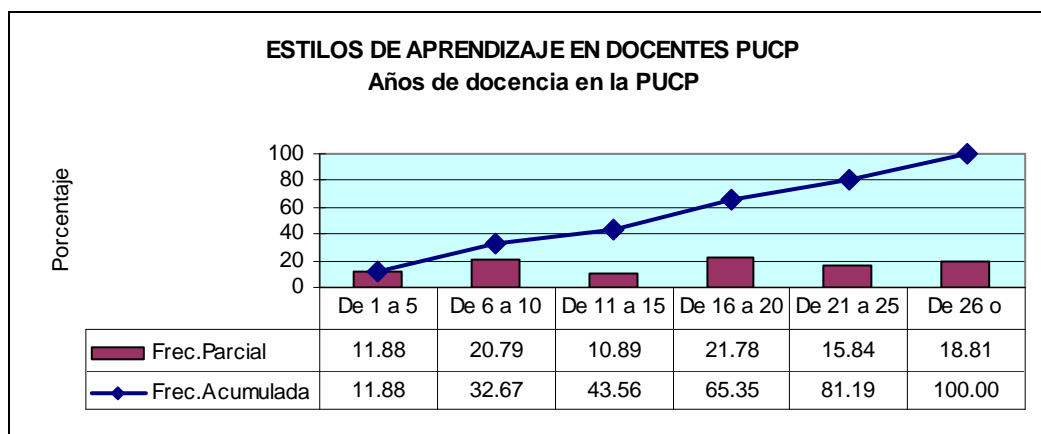 ESTILOS DE APRENDIZAJE EN DOCENTES PUCP
Años de docencia en la PUCP
Porcentaje
100
80
60
40
20
0
De 1 a 5 De 6 a 10 De 11 a 15 De 16 a 20 De 21 a 25 De 26 o
Frec.Parcial 11.88 20.79 10.89 21.78 15.84 18.81
Frec.Acumulada 11.88 32.67 43.56 65.35 81.19 100.00